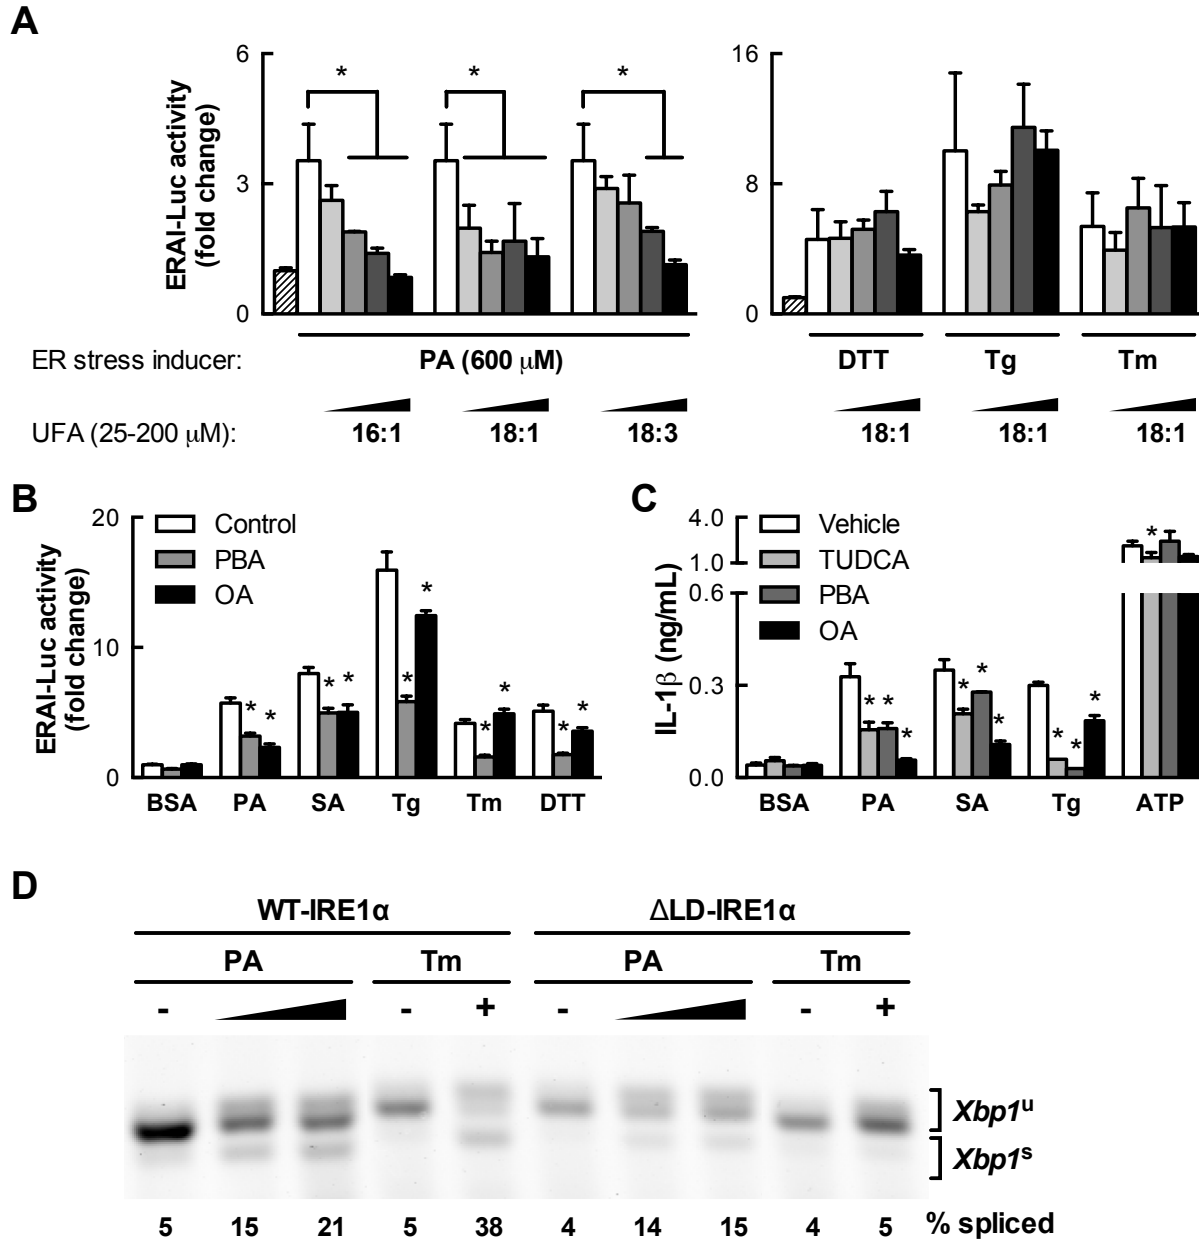 A
ERAI-Luc activity
(fold change)
6
3
0
* * *
16
8
0
ER stress inducer: PA (600 μM) DTT Tg Tm
UFA (25-200 μM): 16:1 18:1 18:3 18:1 18:1 18:1
B
ERAI-Luc activity
(fold change)
20
10
0
Control
PBA
OA
* * * * * * * * * *
BSA PA SA Tg Tm DTT
C
IL-1β (ng/mL)
4.0
1.0
0.6
0.3
0.0
Vehicle
TUDCA
PBA
OA
* * * * * * * * * *
BSA PA SA Tg ATP
D
WT-IRE1α ΔLD-IRE1α
PA Tm PA Tm
- - + - - +
Xbp1ᵘ
Xbp1ˢ
5 15 21 5 38 4 14 15 4 5 % spliced